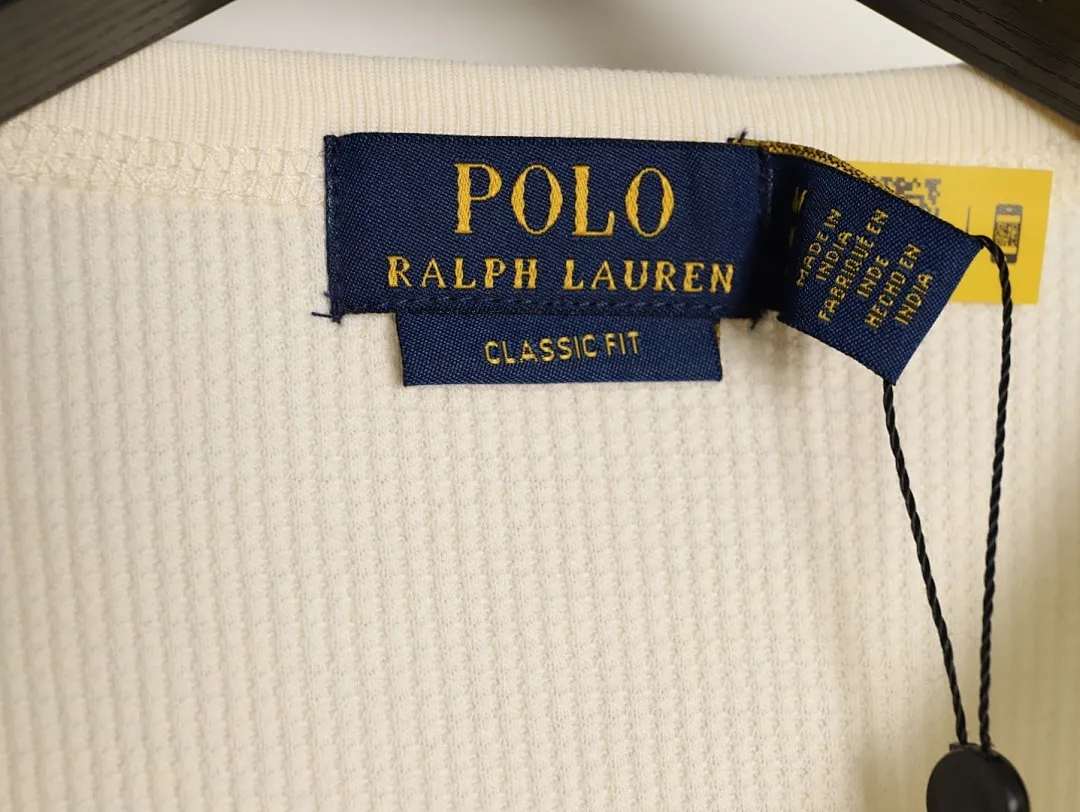 POLO
RALPH LAUREN
CLASSIC FIT
MADE IN
INDIA
FABRIQUÉ EN
INDE
HECHO EN
INDIA